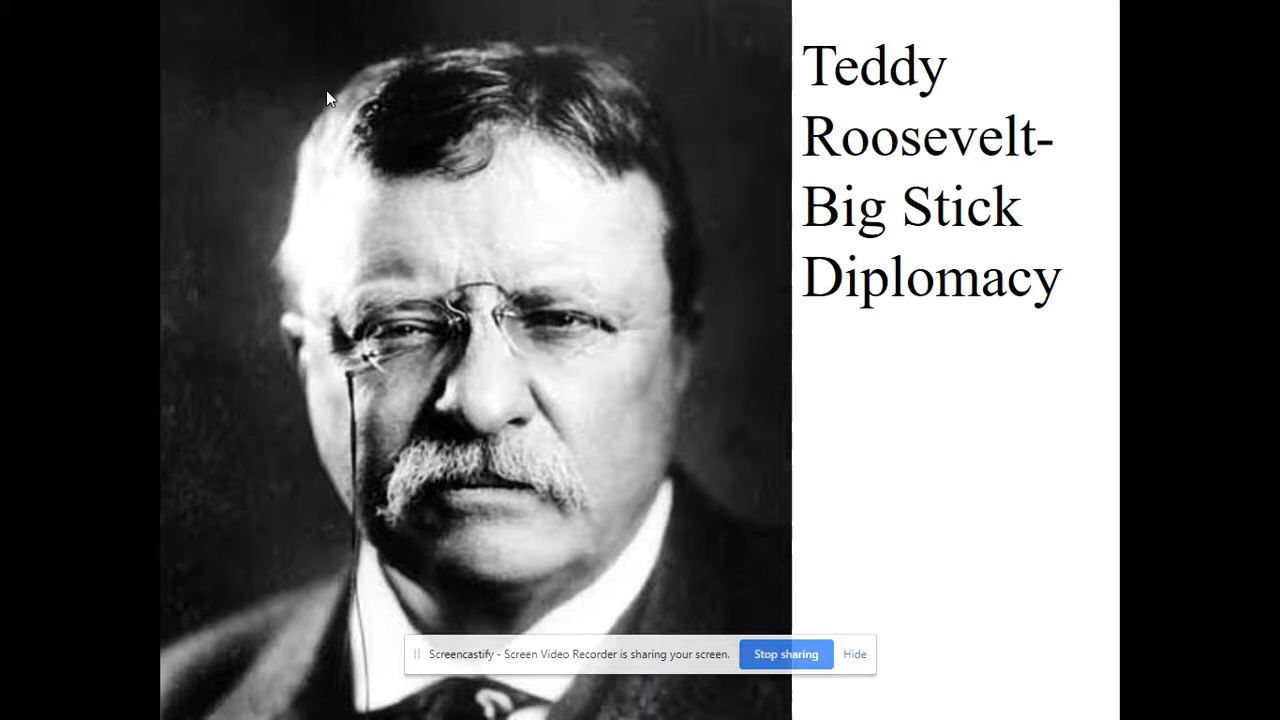 Teddy
Roosevelt-
Big Stick
Diplomacy
Screencastify - Screen Video Recorder is sharing your screen. Stop sharing Hide